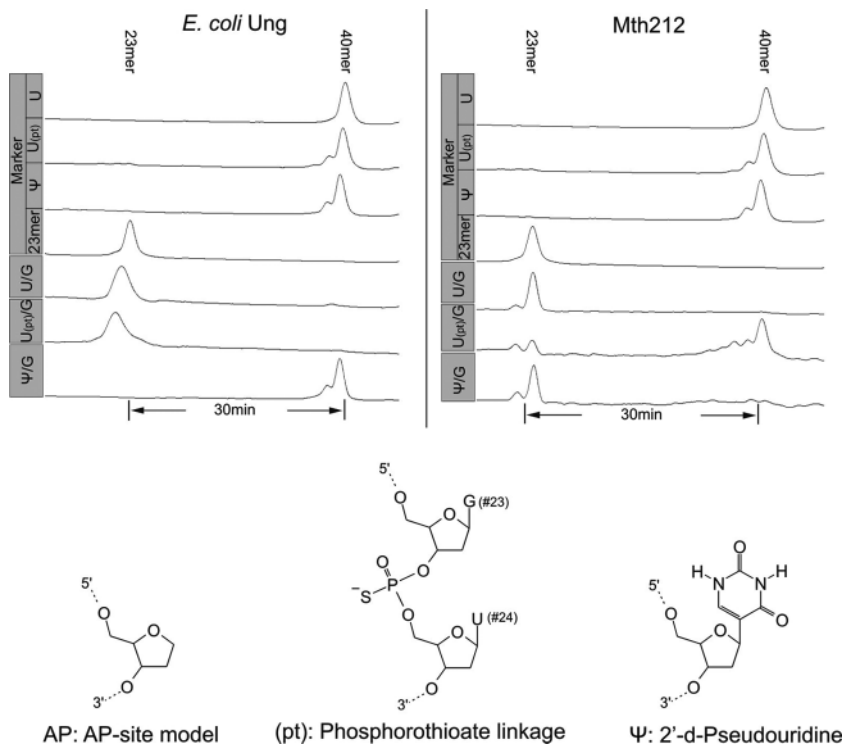 E. coli Ung
Mth212
23mer
40mer
23mer
40mer
Marker
U
U(pt)
Ψ
23mer
U/G
U(pt)/G
Ψ/G
30min
Marker
U
U(pt)
Ψ
23mer
U/G
U(pt)/G
Ψ/G
30min
5'
O
O
O
3'
AP: AP-site model
5'
O
G (#23)
O
O
O
P
⁻S
O
U (#24)
O
O
3'
(pt): Phosphorothioate linkage
O
H N N H
5'
O
O
O
O
3'
Ψ: 2'-d-Pseudouridine